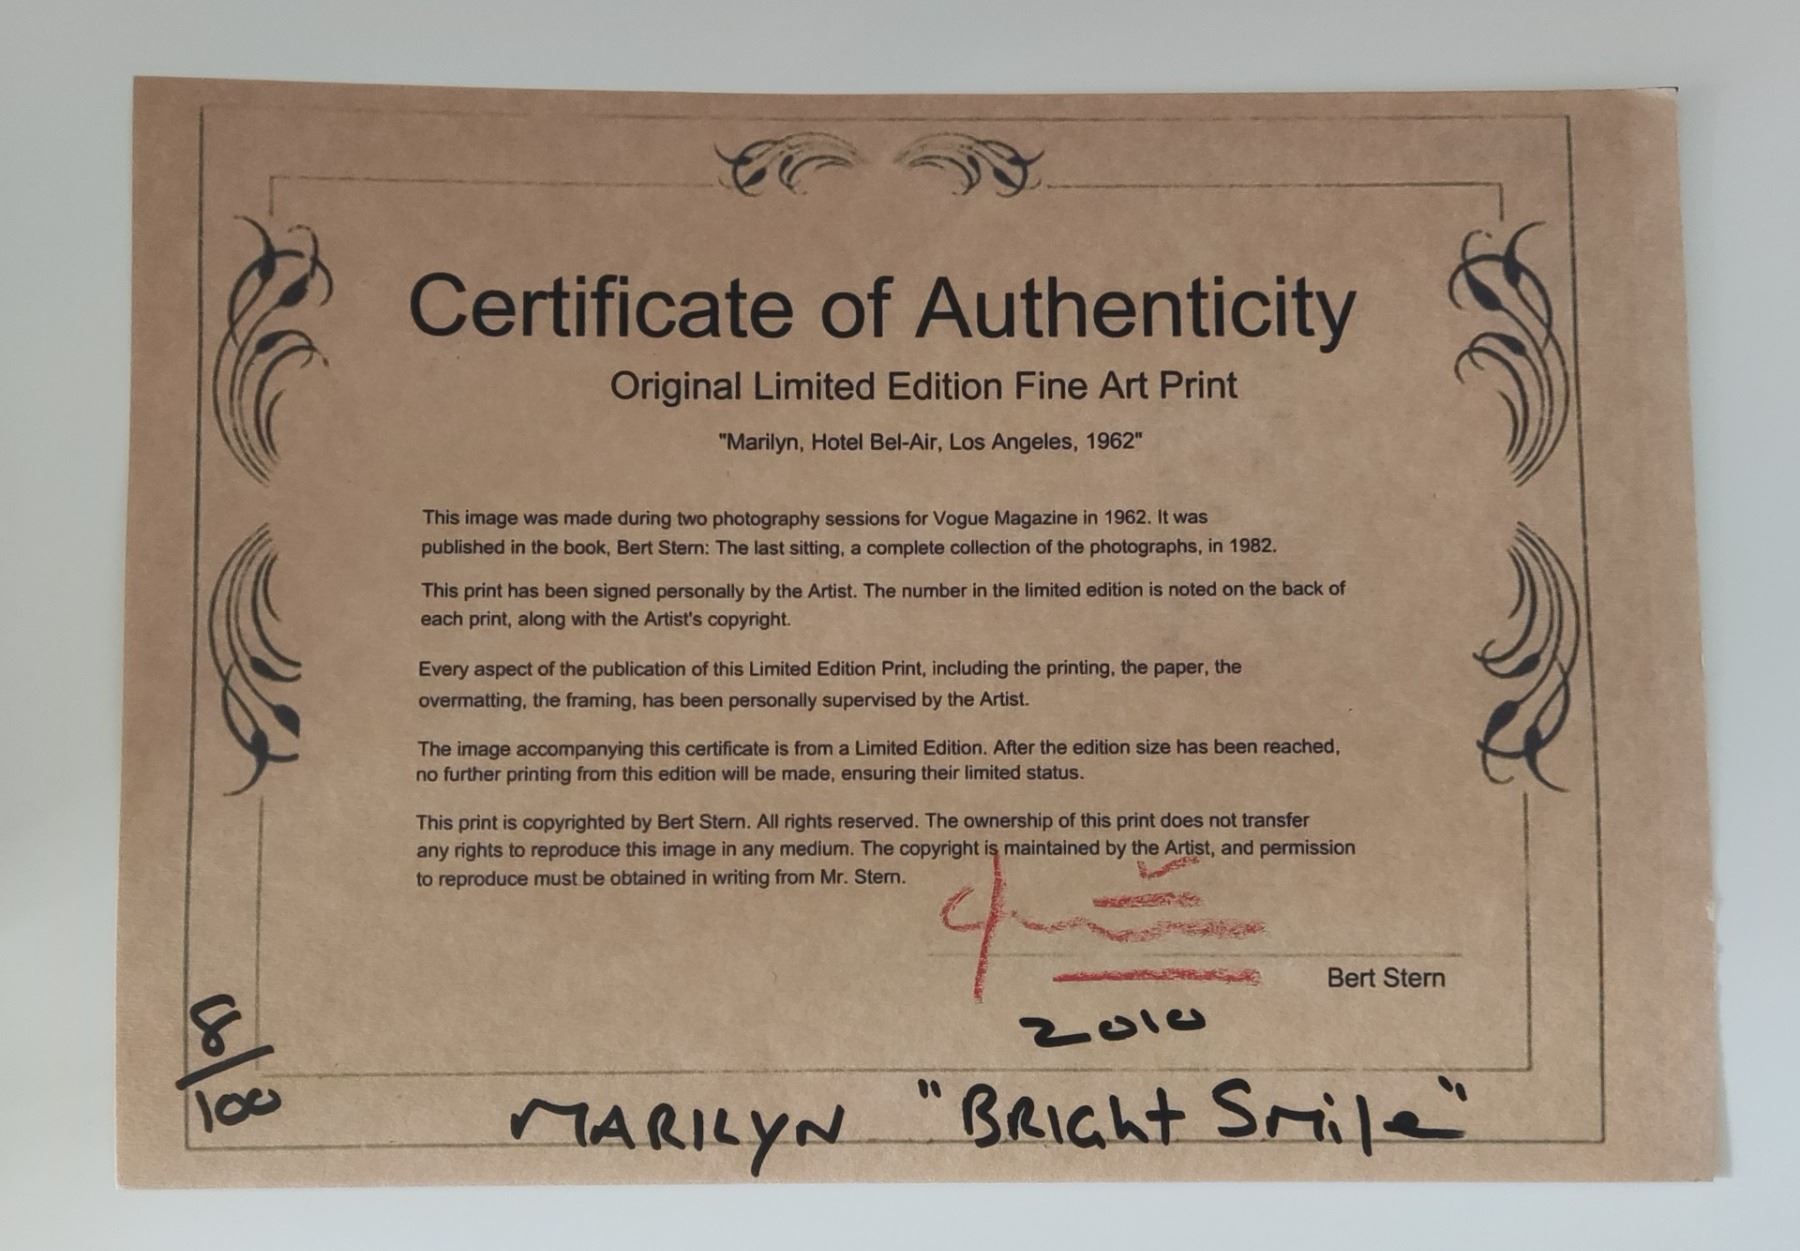 Certificate of Authenticity
Original Limited Edition Fine Art Print
"Marilyn, Hotel Bel-Air, Los Angeles, 1962"
This image was made during two photography sessions for Vogue Magazine in 1962. It was
published in the book, Bert Stern: The last sitting, a complete collection of the photographs, in 1982.
This print has been signed personally by the Artist. The number in the limited edition is noted on the back of
each print, along with the Artist's copyright.
Every aspect of the publication of this Limited Edition Print, including the printing, the paper, the
overmatting, the framing, has been personally supervised by the Artist.
The image accompanying this certificate is from a Limited Edition. After the edition size has been reached,
no further printing from this edition will be made, ensuring their limited status.
This print is copyrighted by Bert Stern. All rights reserved. The ownership of this print does not transfer
any rights to reproduce this image in any medium. The copyright is maintained by the Artist, and permission
to reproduce must be obtained in writing from Mr. Stern.
Bert Stern
2010
8/100
MARILYN "BRIGht SMile"